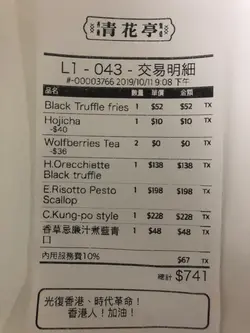 青花亭
L1 - 043 - 交易明細
#-00003766 2019/10/11 9:08 下午
品名 數量 單價 金額
Black Truffle fries 1 $52 $52 TX
Hojicha 1 $10 $10 TX
-$40
Wolfberries Tea 2 $0 $0 TX
-$36
H.Orecchiette 1 $138 $138 TX
Black truffle
E.Risotto Pesto 1 $198 $198 TX
Scallop
C.Kung-po style 1 $228 $228 TX
香草忌廉汁煮藍青 1 $48 $48 TX
口
內用服務費10% $67 TX
總計 $741
光復香港、時代革命！
香港人！加油！